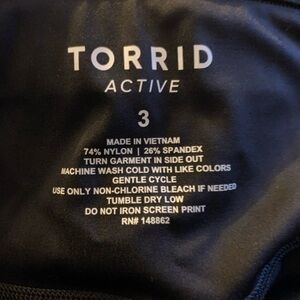 TORRID
ACTIVE
3
MADE IN VIETNAM
74% NYLON | 26% SPANDEX
TURN GARMENT IN SIDE OUT
MACHINE WASH COLD WITH LIKE COLORS
GENTLE CYCLE
USE ONLY NON-CHLORINE BLEACH IF NEEDED
TUMBLE DRY LOW
DO NOT IRON SCREEN PRINT
RN# 148862